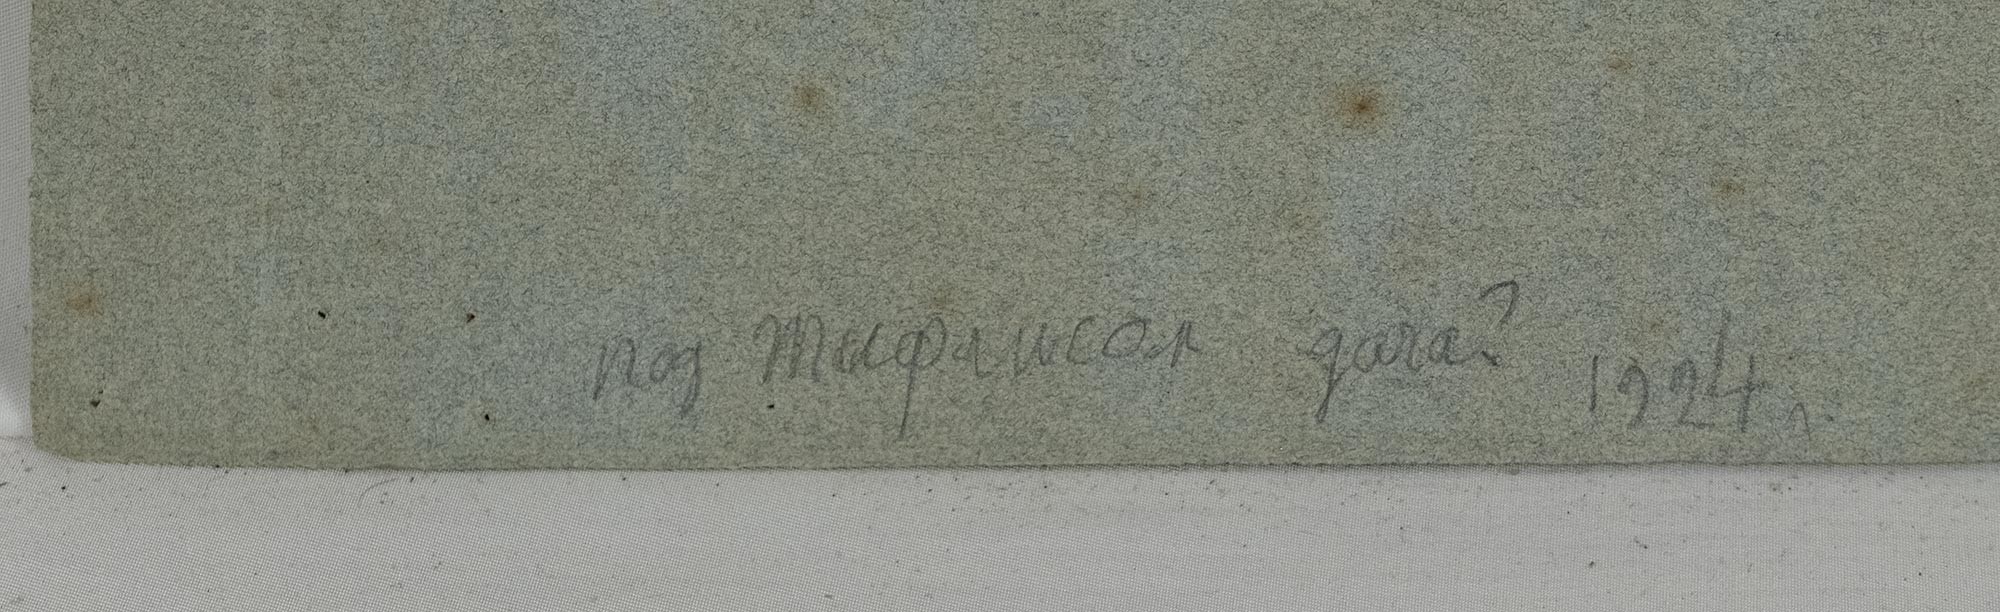 под Тифлисом дача? 1924 г.